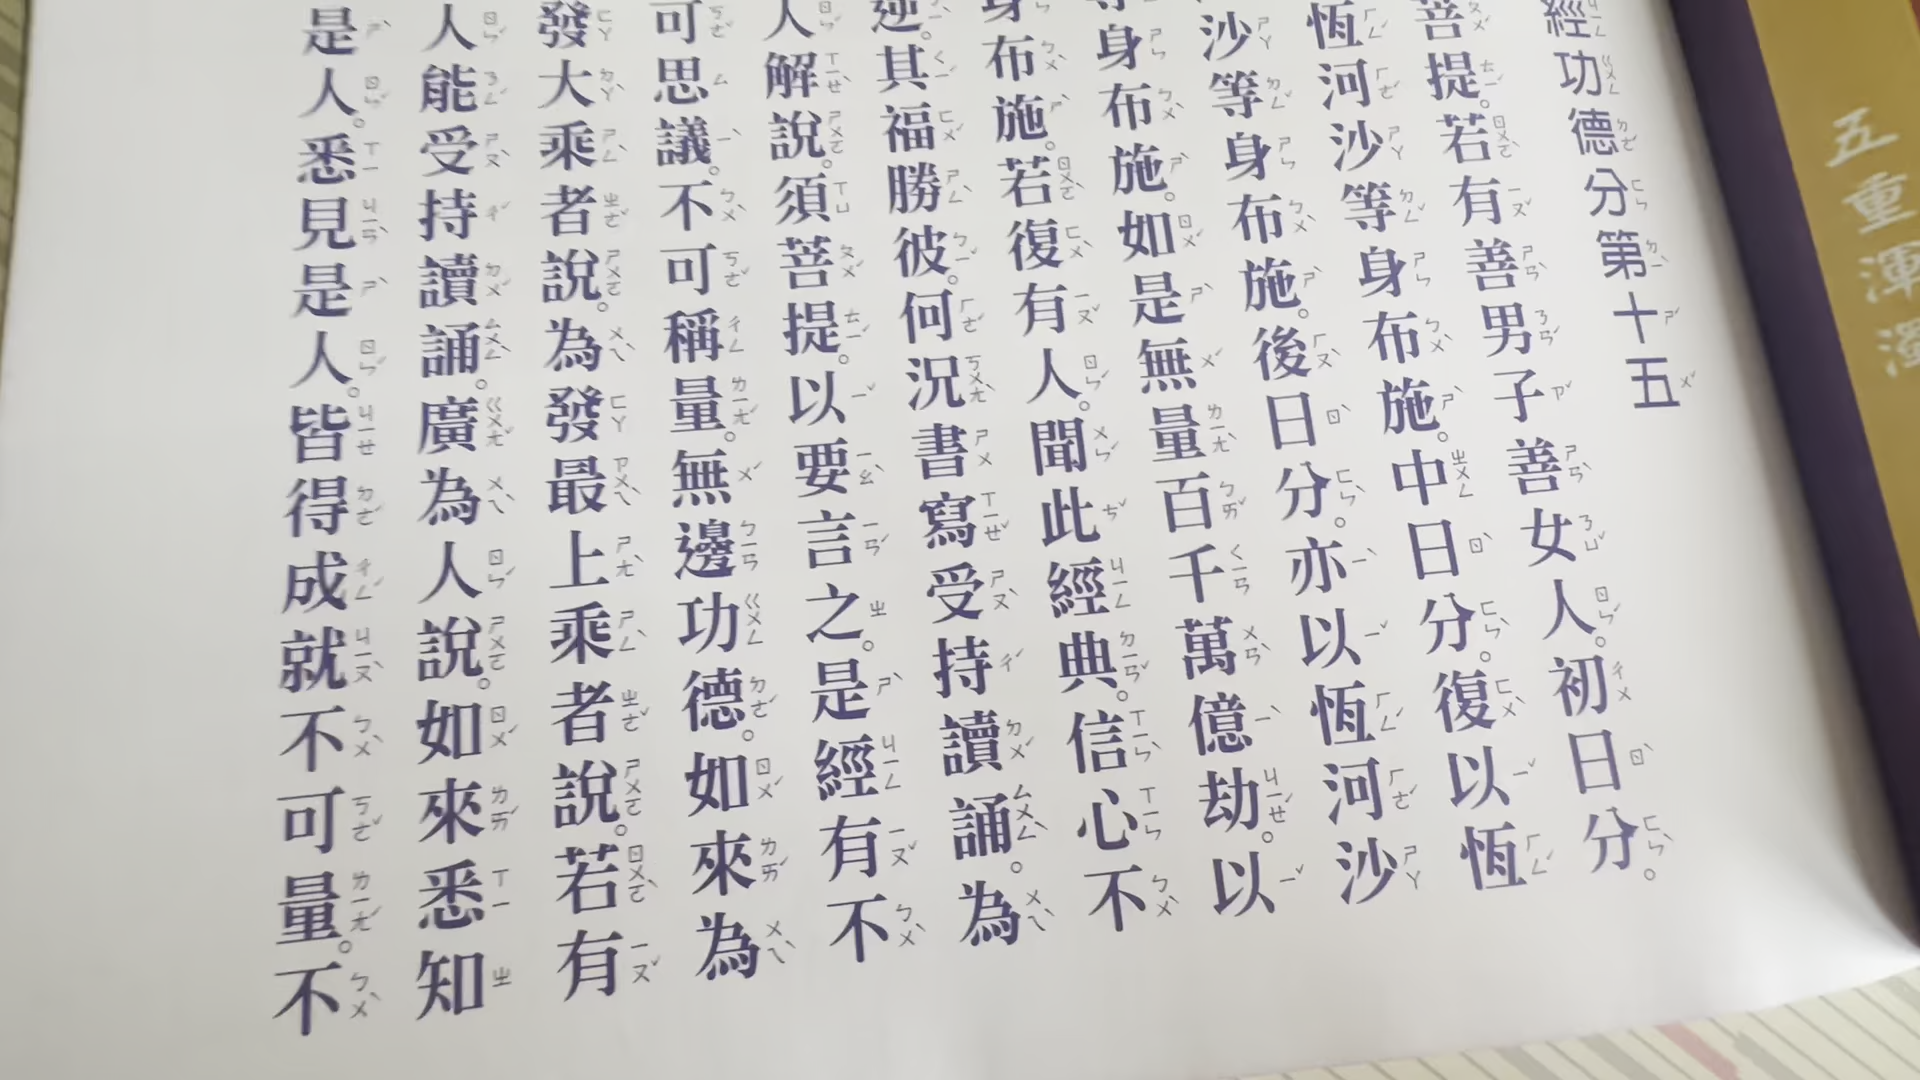 五重渾濁
經功德分第十五
菩提。若有善男子善女人。初日分。
恆河沙等身布施。中日分。復以恆
沙等身布施。後日分。亦以恆河沙
等身布施。如是無量百千萬億劫。以
身布施。若復有人。聞此經典。信心不
逆。其福勝彼。何況書寫受持讀誦。為
人解說。須菩提。以要言之。是經有不
可思議。不可稱量。無邊功德。如來為
發大乘者說。為發最上乘者說。若有
人能受持讀誦。廣為人說。如來悉知
是人。悉見是人。皆得成就不可量。不